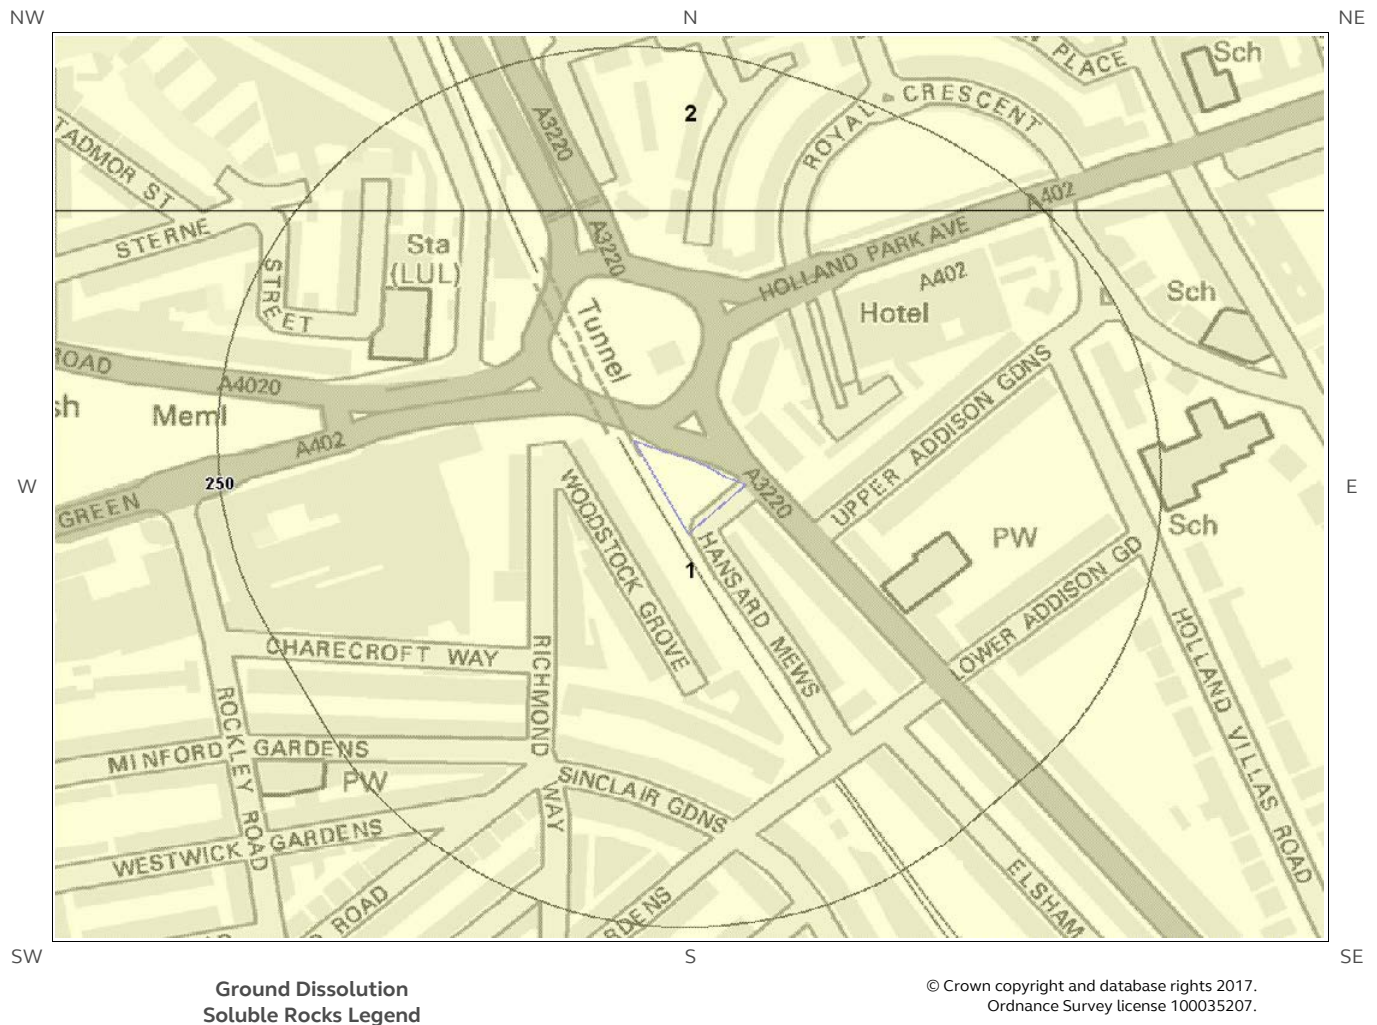 NW
N
NE
N PLACE
Sch
2
A3220
CRESCENT
ROYAL
TADMOR ST
A402
STERNE
STREET
Sta
(LUL)
A3220
HOLLAND PARK AVE
A402
Hotel
Sch
Tunnel
ROAD
A4020
sh
Meml
A402
UPPER ADDISON GDNS
W
250
GREEN
A3220
WOODSTOCK GROVE
E
Sch
PW
1
HANSARD MEWS
LOWER ADDISON GD
HOLLAND VILLAS ROAD
CHARECROFT WAY
RICHMOND WAY
ROCKLEY ROAD
MINFORD GARDENS
PW
SINCLAIR GDNS
WESTWICK GARDENS
ROAD
RDENS
ELSHAM
SW
S
SE
Ground Dissolution
Soluble Rocks Legend
© Crown copyright and database rights 2017.
Ordnance Survey license 100035207.